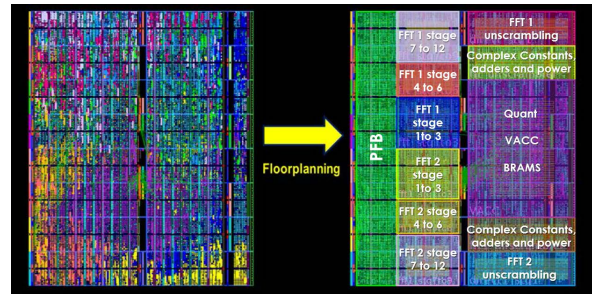 Floorplanning
PFB
FFT 1 stage
7 to 12
FFT 1 stage
4 to 6
FFT 1
stage
1to 3
FFT 2
stage
1to 3
FFT 2 stage
4 to 6
FFT 2 stage
7 to 12
FFT 1
unscrambling
Complex Constants,
adders and power
Quant
VACC
BRAMS
VACC
Complex Constants,
adders and power
FFT 2
unscrambling